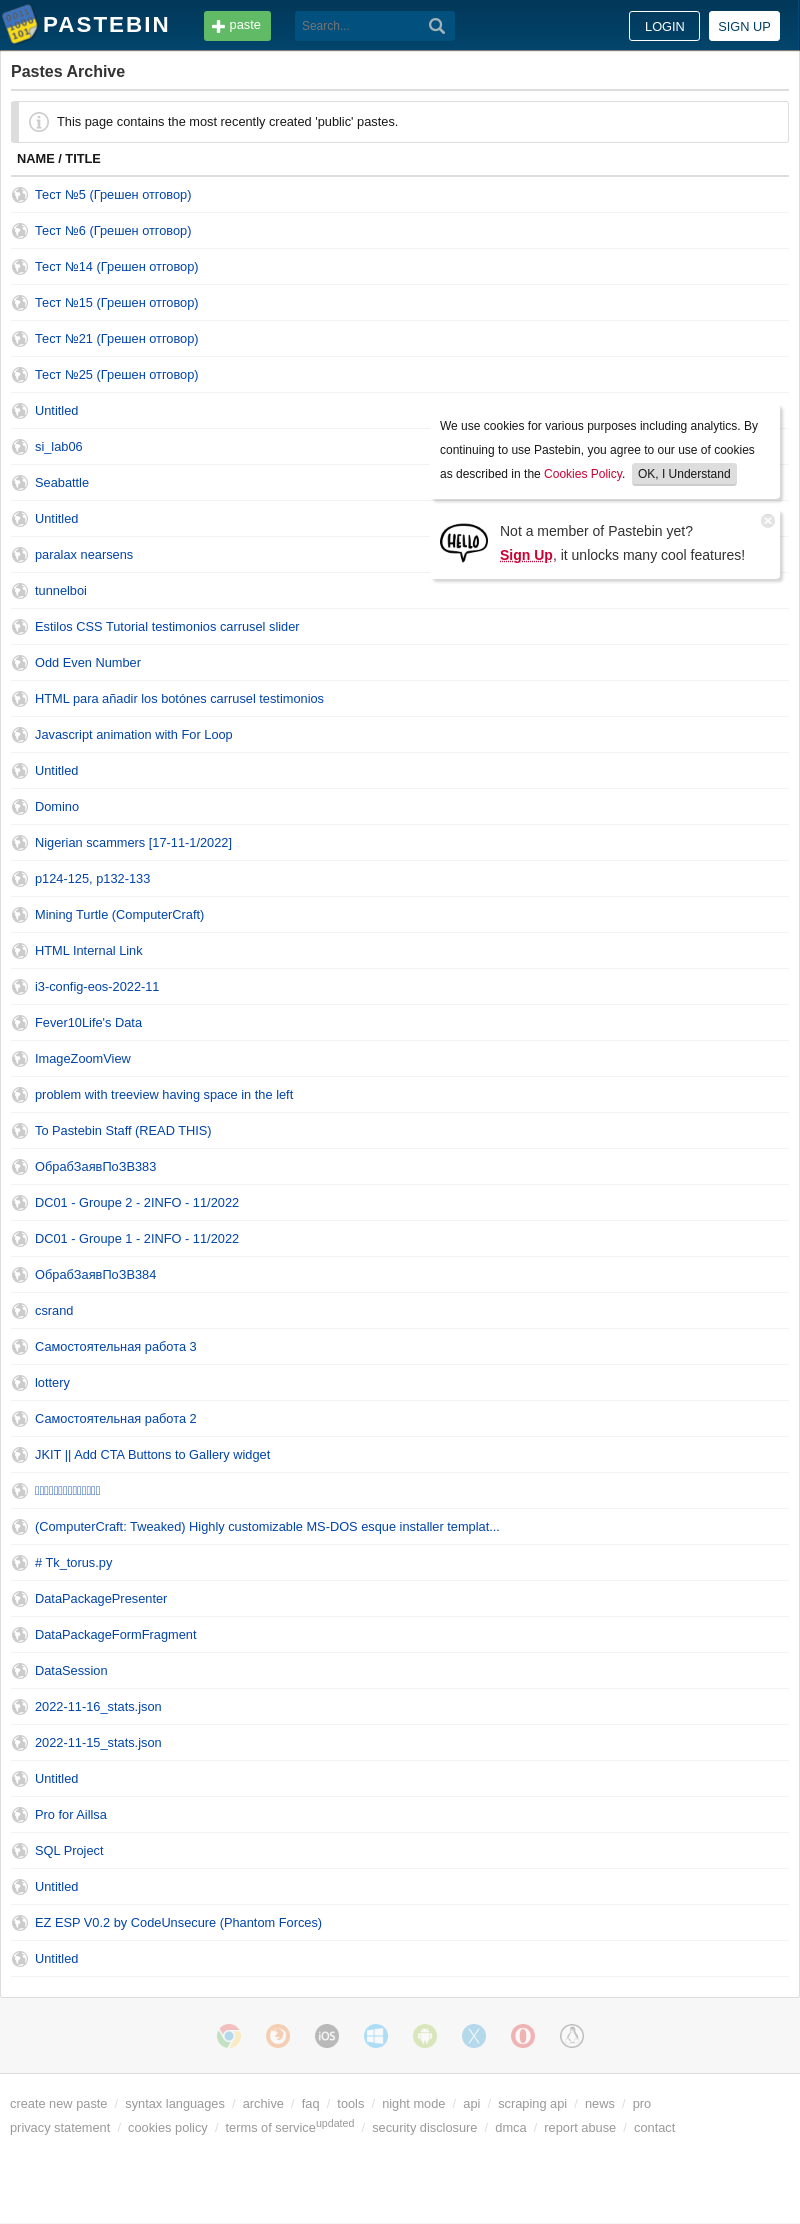 PASTEBIN
paste
Search...
LOGIN
SIGN UP
Pastes Archive
This page contains the most recently created 'public' pastes.
NAME / TITLE
Тест №5 (Грешен отговор)
Тест №6 (Грешен отговор)
Тест №14 (Грешен отговор)
Тест №15 (Грешен отговор)
Тест №21 (Грешен отговор)
Тест №25 (Грешен отговор)
Untitled
si_lab06
Seabattle
Untitled
paralax nearsens
tunnelboi
We use cookies for various purposes including analytics. By
continuing to use Pastebin, you agree to our use of cookies
as described in the Cookies Policy. OK, I Understand
HELLO
Not a member of Pastebin yet?
Sign Up, it unlocks many cool features!
Estilos CSS Tutorial testimonios carrusel slider
Odd Even Number
HTML para añadir los botónes carrusel testimonios
Javascript animation with For Loop
Untitled
Domino
Nigerian scammers [17-11-1/2022]
p124-125, p132-133
Mining Turtle (ComputerCraft)
HTML Internal Link
i3-config-eos-2022-11
Fever10Life's Data
ImageZoomView
problem with treeview having space in the left
To Pastebin Staff (READ THIS)
ОбрабЗаявПоЗВ383
DC01 - Groupe 2 - 2INFO - 11/2022
DC01 - Groupe 1 - 2INFO - 11/2022
ОбрабЗаявПоЗВ384
csrand
Самостоятельная работа 3
lottery
Самостоятельная работа 2
JKIT || Add CTA Buttons to Gallery widget
(ComputerCraft: Tweaked) Highly customizable MS-DOS esque installer templat...
# Tk_torus.py
DataPackagePresenter
DataPackageFormFragment
DataSession
2022-11-16_stats.json
2022-11-15_stats.json
Untitled
Pro for Aillsa
SQL Project
Untitled
EZ ESP V0.2 by CodeUnsecure (Phantom Forces)
Untitled
iOS
create new paste / syntax languages / archive / faq / tools / night mode / api / scraping api / news / pro
privacy statement / cookies policy / terms of serviceupdated / security disclosure / dmca / report abuse / contact